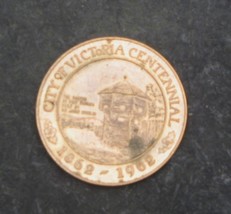 CITY OF VICTORIA CENTENNIAL
1862 - 1962